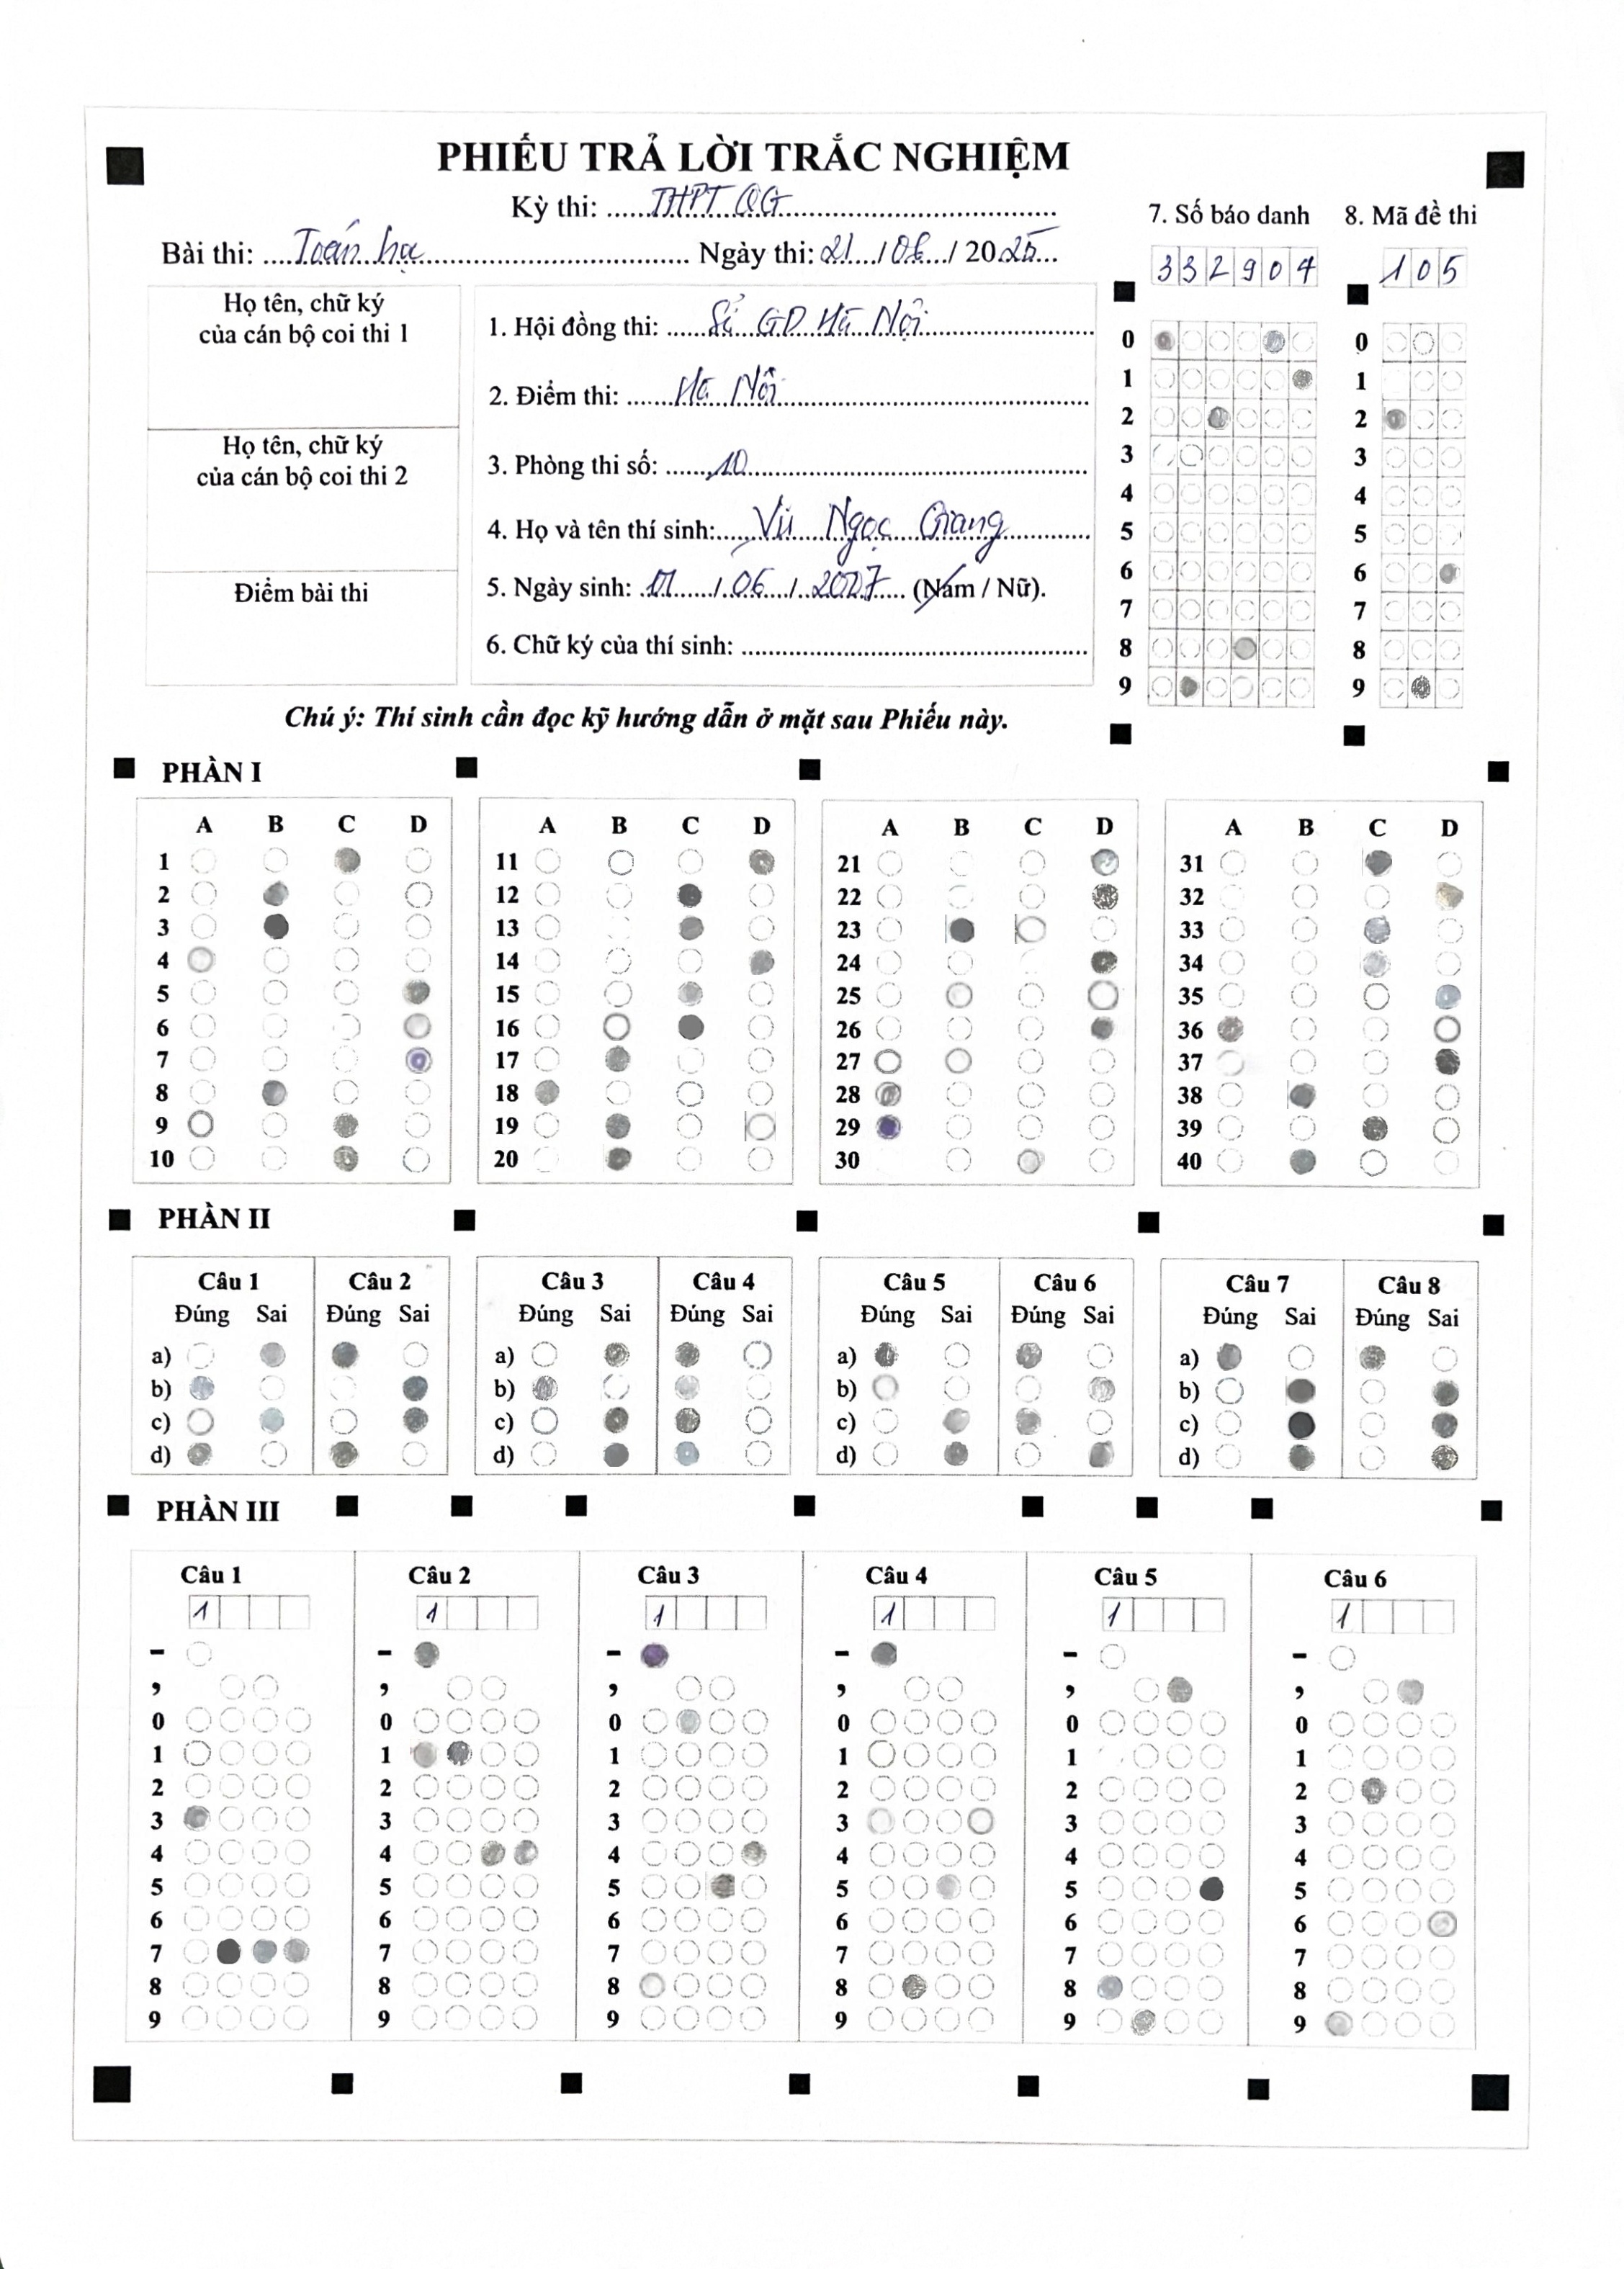 PHIẾU TRẢ LỜI TRẮC NGHIỆM
Kỳ thi: THPT QG
Bài thi: Toán học Ngày thi: 21 / 06 / 2025
7. Số báo danh
332904
8. Mã đề thi
105
Họ tên, chữ ký
của cán bộ coi thi 1
Họ tên, chữ ký
của cán bộ coi thi 2
Điểm bài thi
1. Hội đồng thi: Sở GD Hà Nội
2. Điểm thi: Hà Nội
3. Phòng thi số: 10
4. Họ và tên thí sinh: Vũ Ngọc Giang
5. Ngày sinh: 01 / 06 / 2007 (Nam / Nữ).
6. Chữ ký của thí sinh:
0 0
1 1
2 2
3 3
4 4
5 5
6 6
7 7
8 8
9 9
Chú ý: Thí sinh cần đọc kỹ hướng dẫn ở mặt sau Phiếu này.
PHẦN I
A B C D A B C D A B C D A B C D
1 11 21 31
2 12 22 32
3 13 23 33
4 14 24 34
5 15 25 35
6 16 26 36
7 17 27 37
8 18 28 38
9 19 29 39
10 20 30 40
PHẦN II
Câu 1 Câu 2 Câu 3 Câu 4 Câu 5 Câu 6 Câu 7 Câu 8
Đúng Sai Đúng Sai Đúng Sai Đúng Sai Đúng Sai Đúng Sai Đúng Sai Đúng Sai
a) a) a) a)
b) b) b) b)
c) c) c) c)
d) d) d) d)
PHẦN III
Câu 1 Câu 2 Câu 3 Câu 4 Câu 5 Câu 6
1 1 1 1 1 1
- - - - - -
, , , , , ,
0 0 0 0 0 0
1 1 1 1 1 1
2 2 2 2 2 2
3 3 3 3 3 3
4 4 4 4 4 4
5 5 5 5 5 5
6 6 6 6 6 6
7 7 7 7 7 7
8 8 8 8 8 8
9 9 9 9 9 9